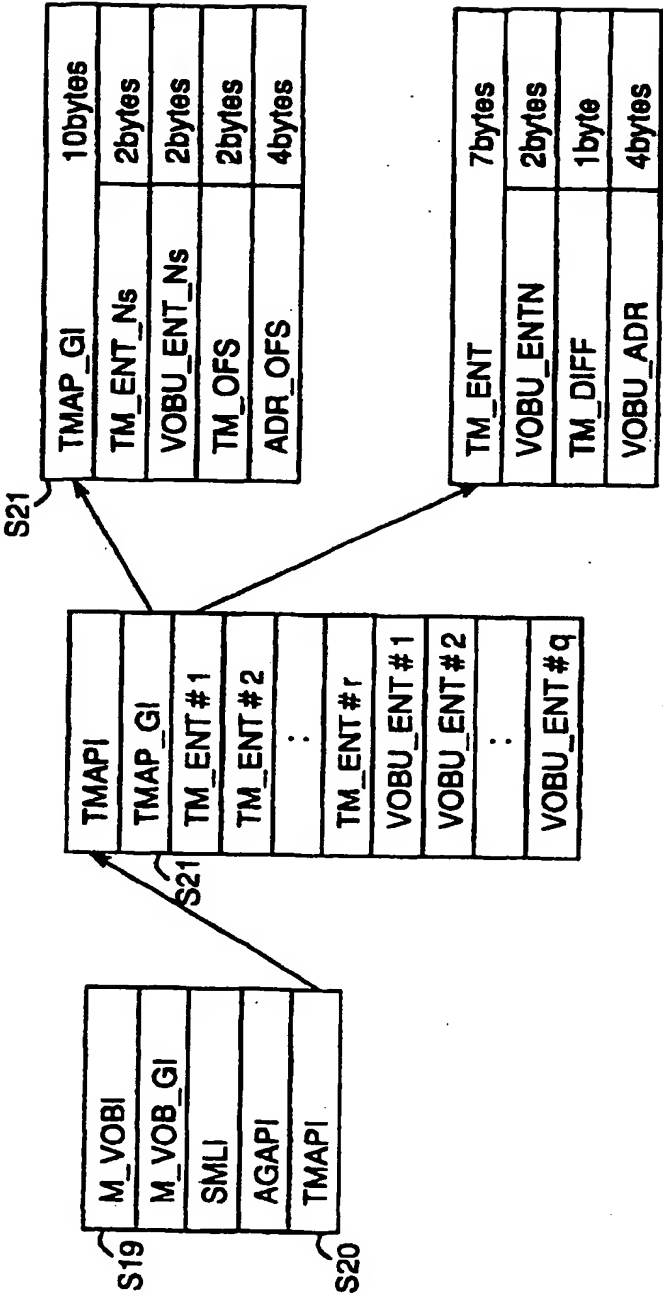 S19
M_VOBI
M_VOB_GI
SMLI
AGAPI
TMAPI
S20
TMAPI
TMAP_GI
S21
TM_ENT#1
TM_ENT#2
:
TM_ENT#r
VOBU_ENT#1
VOBU_ENT#2
:
VOBU_ENT#q
S21
TMAP_GI 10bytes
TM_ENT_Ns 2bytes
VOBU_ENT_Ns 2bytes
TM_OFS 2bytes
ADR_OFS 4bytes
TM_ENT 7bytes
VOBU_ENTN 2bytes
TM_DIFF 1byte
VOBU_ADR 4bytes